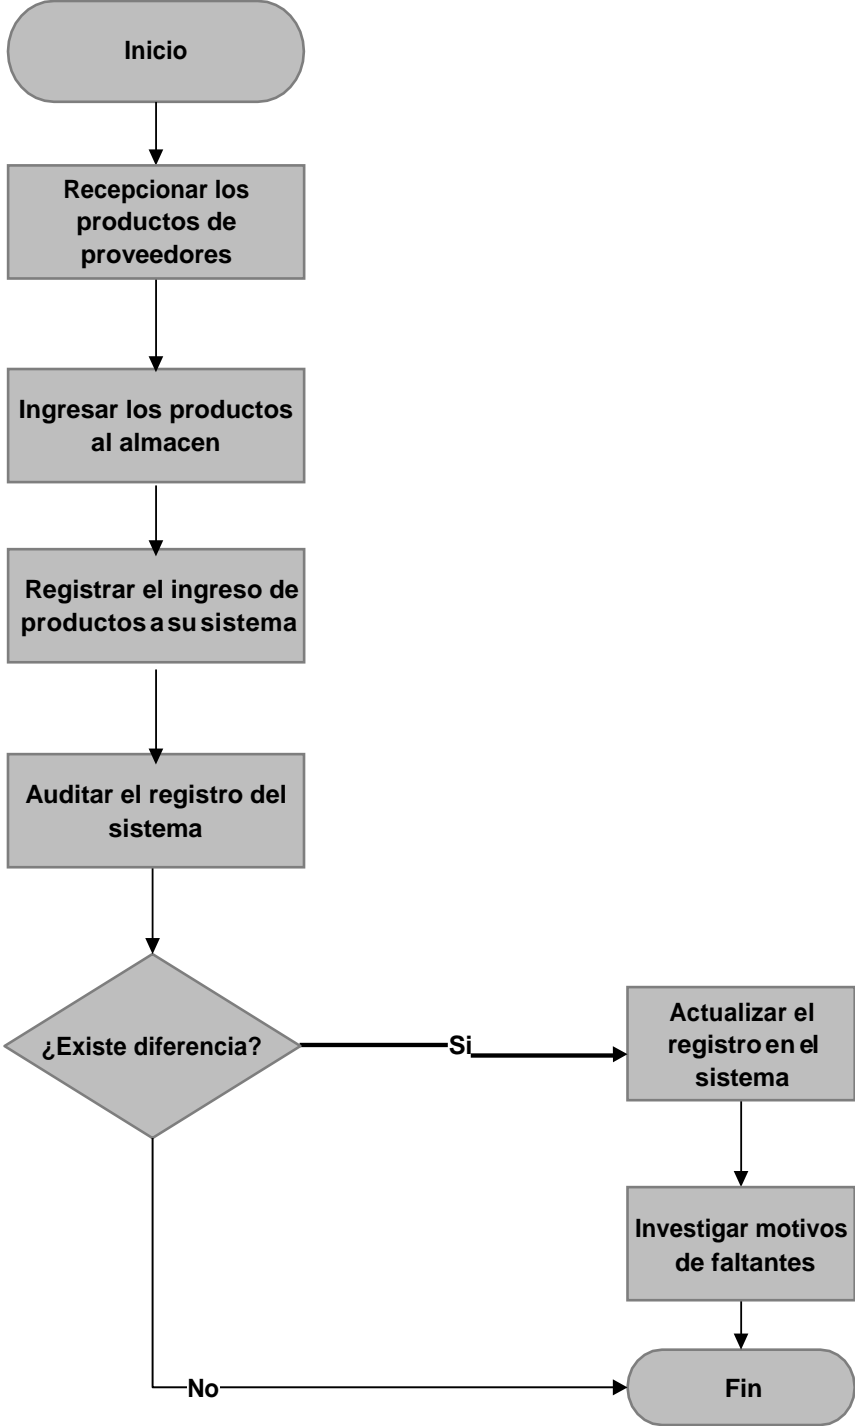 Inicio
Recepcionar los
productos de
proveedores
Ingresar los productos
al almacen
Registrar el ingreso de
productos a su sistema
Auditar el registro del
sistema
¿Existe diferencia?
Si
Actualizar el
registro en el
sistema
Investigar motivos
de faltantes
No
Fin